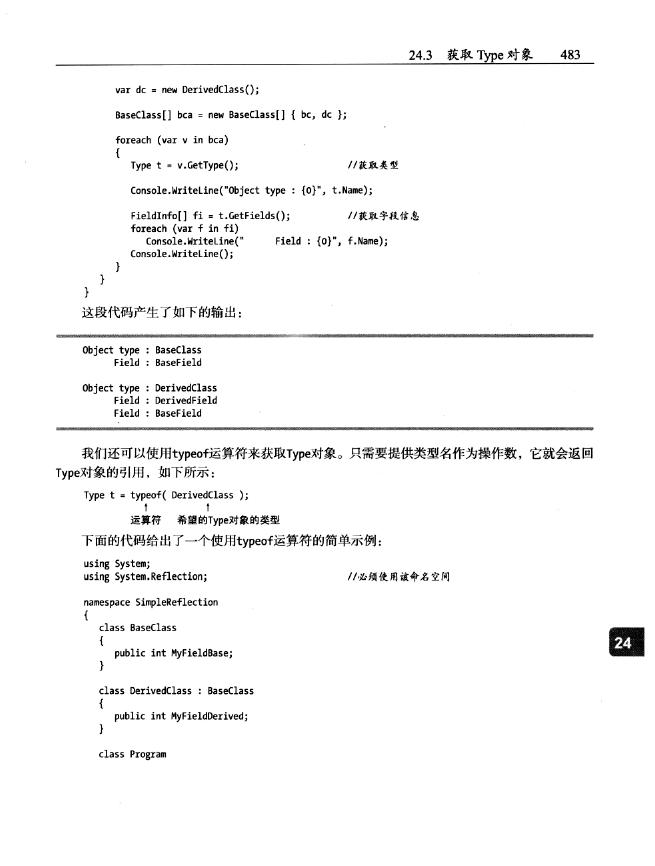 24.3 获取 Type 对象 483
var dc = new DerivedClass();
BaseClass[] bca = new BaseClass[] { bc, dc };
foreach (var v in bca)
{
Type t = v.GetType(); //获取类型
Console.WriteLine("Object type : {0}", t.Name);
FieldInfo[] fi = t.GetFields(); //获取字段信息
foreach (var f in fi)
Console.WriteLine(" Field : {0}", f.Name);
Console.WriteLine();
}
}
}
这段代码产生了如下的输出：
Object type : BaseClass
Field : BaseField
Object type : DerivedClass
Field : DerivedField
Field : BaseField
我们还可以使用typeof运算符来获取Type对象。只需要提供类型名作为操作数，它就会返回
Type对象的引用，如下所示：
Type t = typeof( DerivedClass );
↑ ↑
运算符 希望的Type对象的类型
下面的代码给出了一个使用typeof运算符的简单示例：
using System;
using System.Reflection; //必须使用该命名空间
namespace SimpleReflection
{
class BaseClass
{
public int MyFieldBase;
}
24
class DerivedClass : BaseClass
{
public int MyFieldDerived;
}
class Program